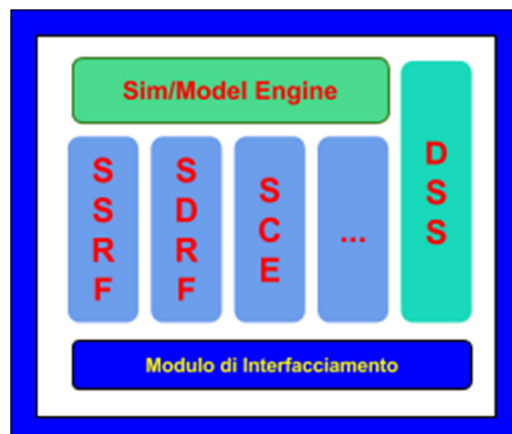 Sim/Model Engine
SSRF
SDRF
SCE
...
DSS
Modulo di Interfacciamento